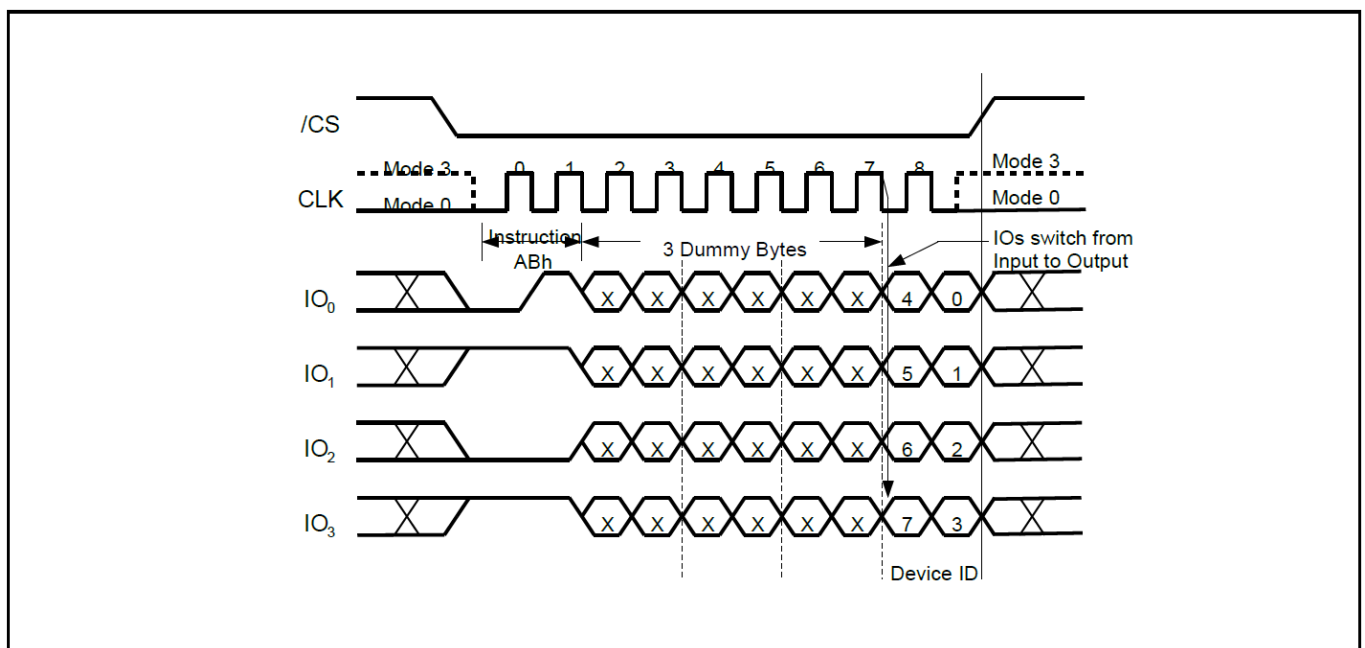 /CS
Mode 3 0 1 2 3 4 5 6 7 8 Mode 3
CLK Mode 0 Mode 0
Instruction ABh
3 Dummy Bytes
IOs switch from
Input to Output
IO0 X X X X X X 4 0
IO1 X X X X X X 5 1
IO2 X X X X X X 6 2
IO3 X X X X X X 7 3
Device ID